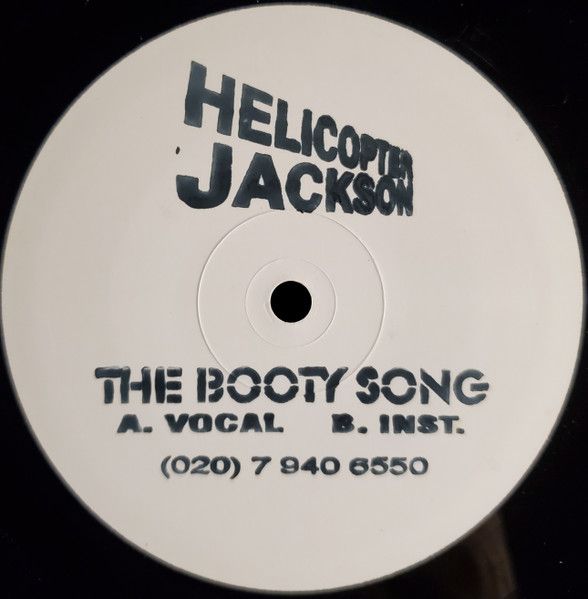 HELICOPTER
JACKSON
THE BOOTY SONG
A. VOCAL B. INST.
(020) 7 940 6550